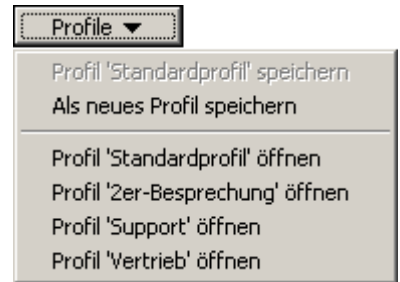 Profile
Profil 'Standardprofil' speichern
Als neues Profil speichern
Profil 'Standardprofil' öffnen
Profil '2er-Besprechung' öffnen
Profil 'Support' öffnen
Profil 'Vertrieb' öffnen